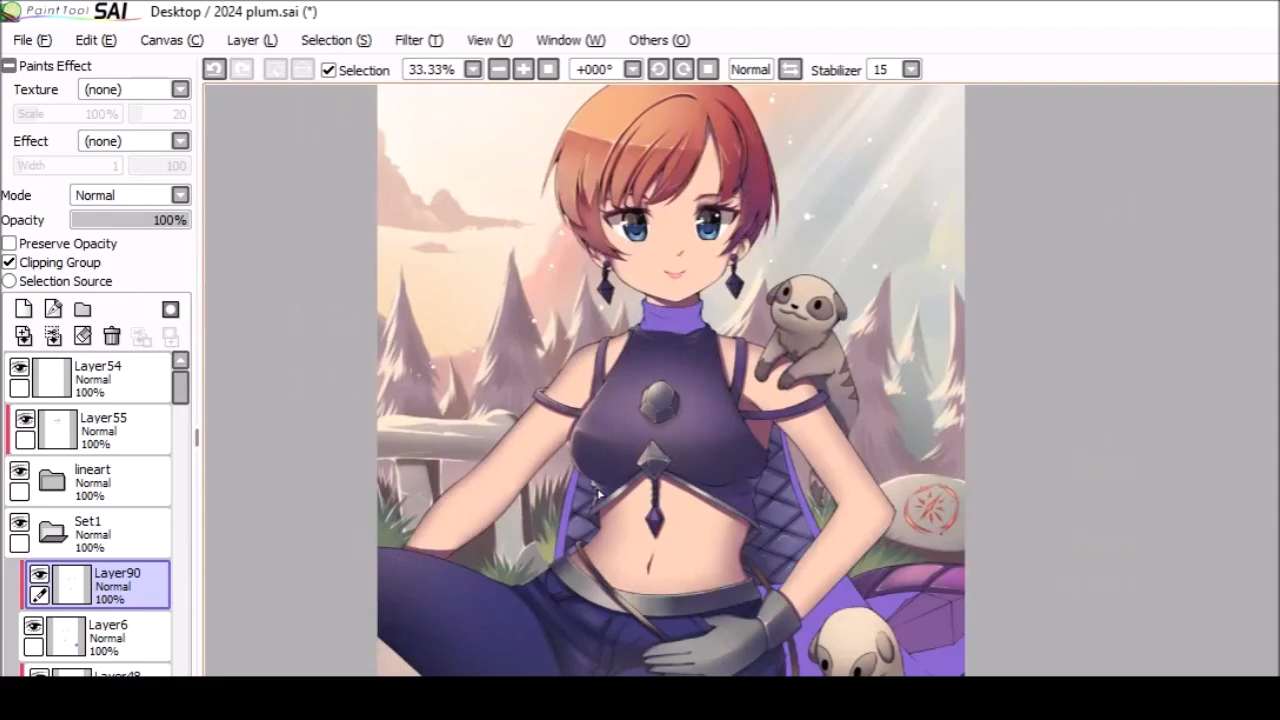 PaintTool SAI Desktop / 2024 plum.sai (*)
File (F) Edit (E) Canvas (C) Layer (L) Selection (S) Filter (T) View (V) Window (W) Others (O)
Selection 33.33% +000° Normal Stabilizer 15
Paints Effect
Texture (none)
Scale 100% 20
Effect (none)
Width 1 100
Mode Normal
Opacity 100%
Preserve Opacity
Clipping Group
Selection Source
Layer54
Normal
100%
Layer55
Normal
100%
lineart
Normal
100%
Set1
Normal
100%
Layer90
Normal
100%
Layer6
Normal
100%
Layer48